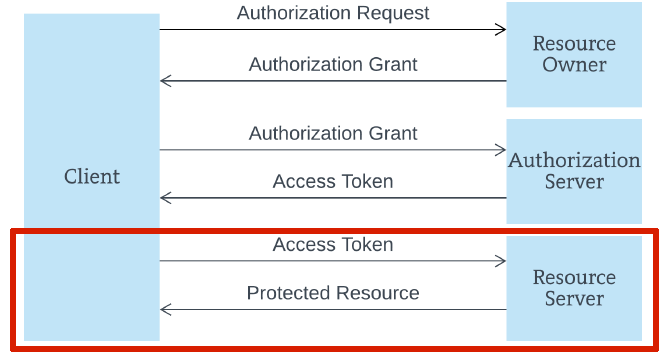 Authorization Request
Resource
Owner
Authorization Grant
Authorization Grant
Client
Authorization
Server
Access Token
Access Token
Resource
Server
Protected Resource